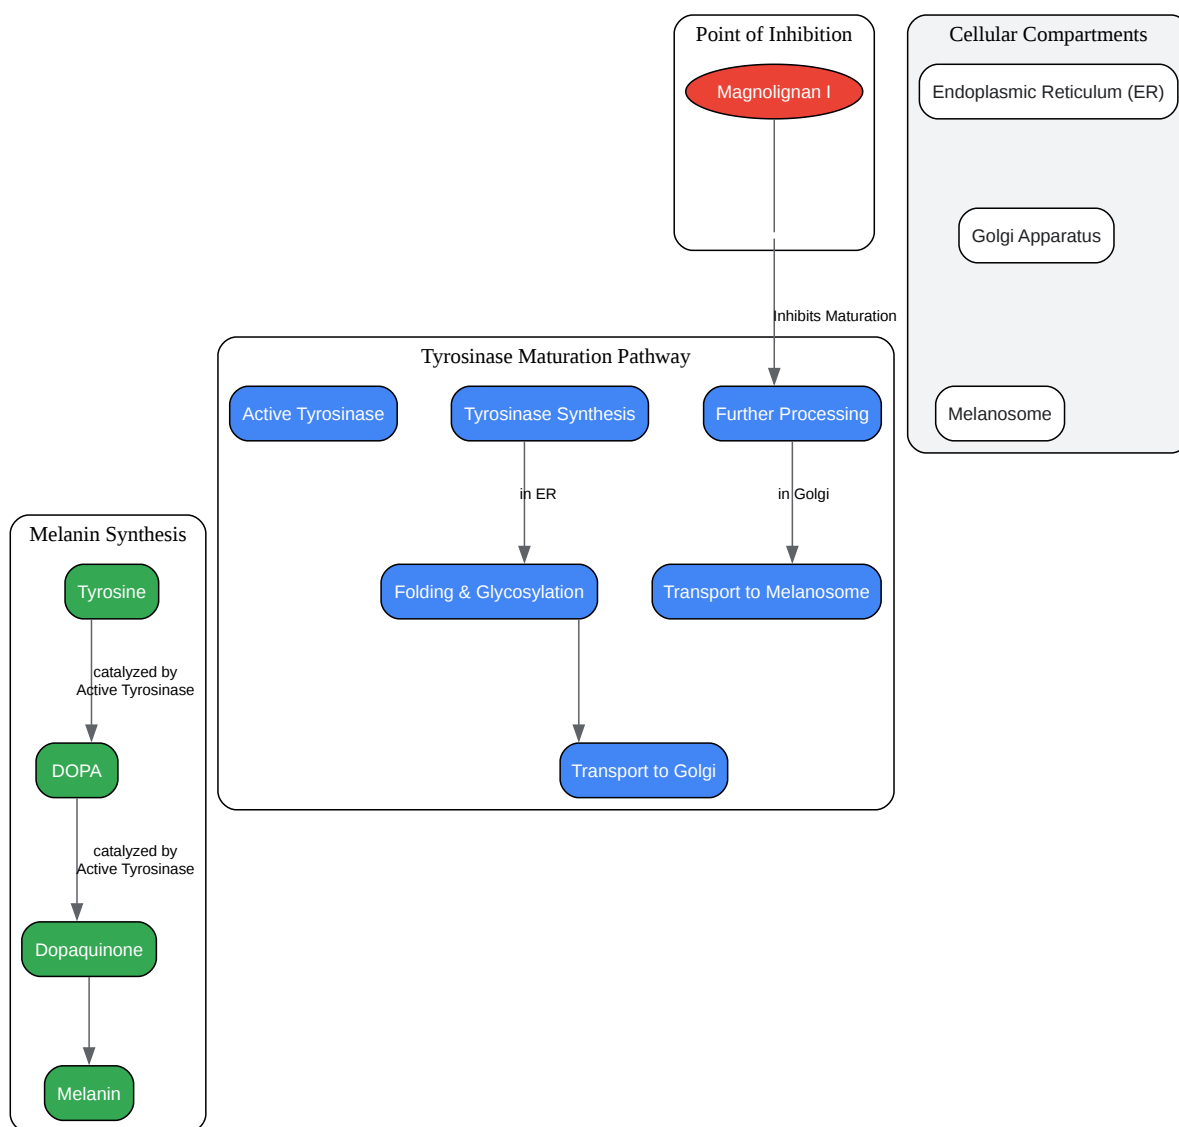 Point of Inhibition
Magnolignan I
Inhibits Maturation
Cellular Compartments
Endoplasmic Reticulum (ER)
Golgi Apparatus
Melanosome
Tyrosinase Maturation Pathway
Active Tyrosinase
Tyrosinase Synthesis
Further Processing
in ER
in Golgi
Folding & Glycosylation
Transport to Melanosome
Transport to Golgi
Melanin Synthesis
Tyrosine
catalyzed by
Active Tyrosinase
DOPA
catalyzed by
Active Tyrosinase
Dopaquinone
Melanin